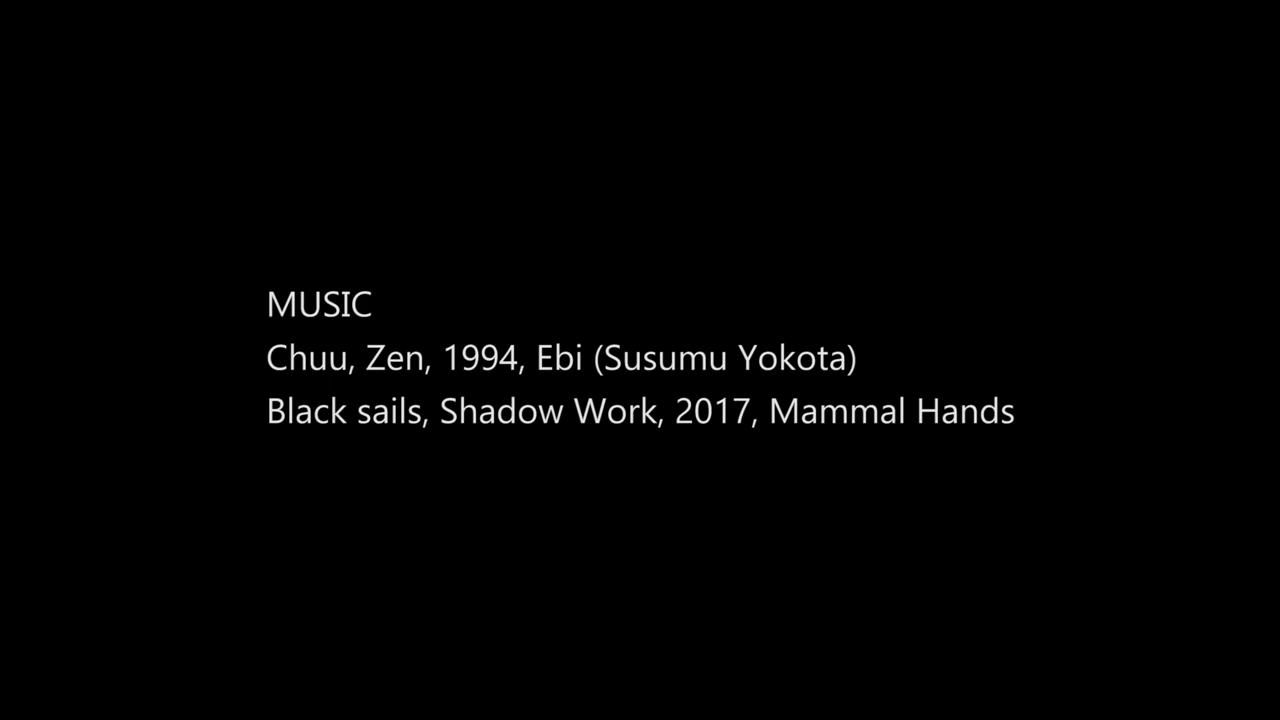 MUSIC
Chuu, Zen, 1994, Ebi (Susumu Yokota)
Black sails, Shadow Work, 2017, Mammal Hands